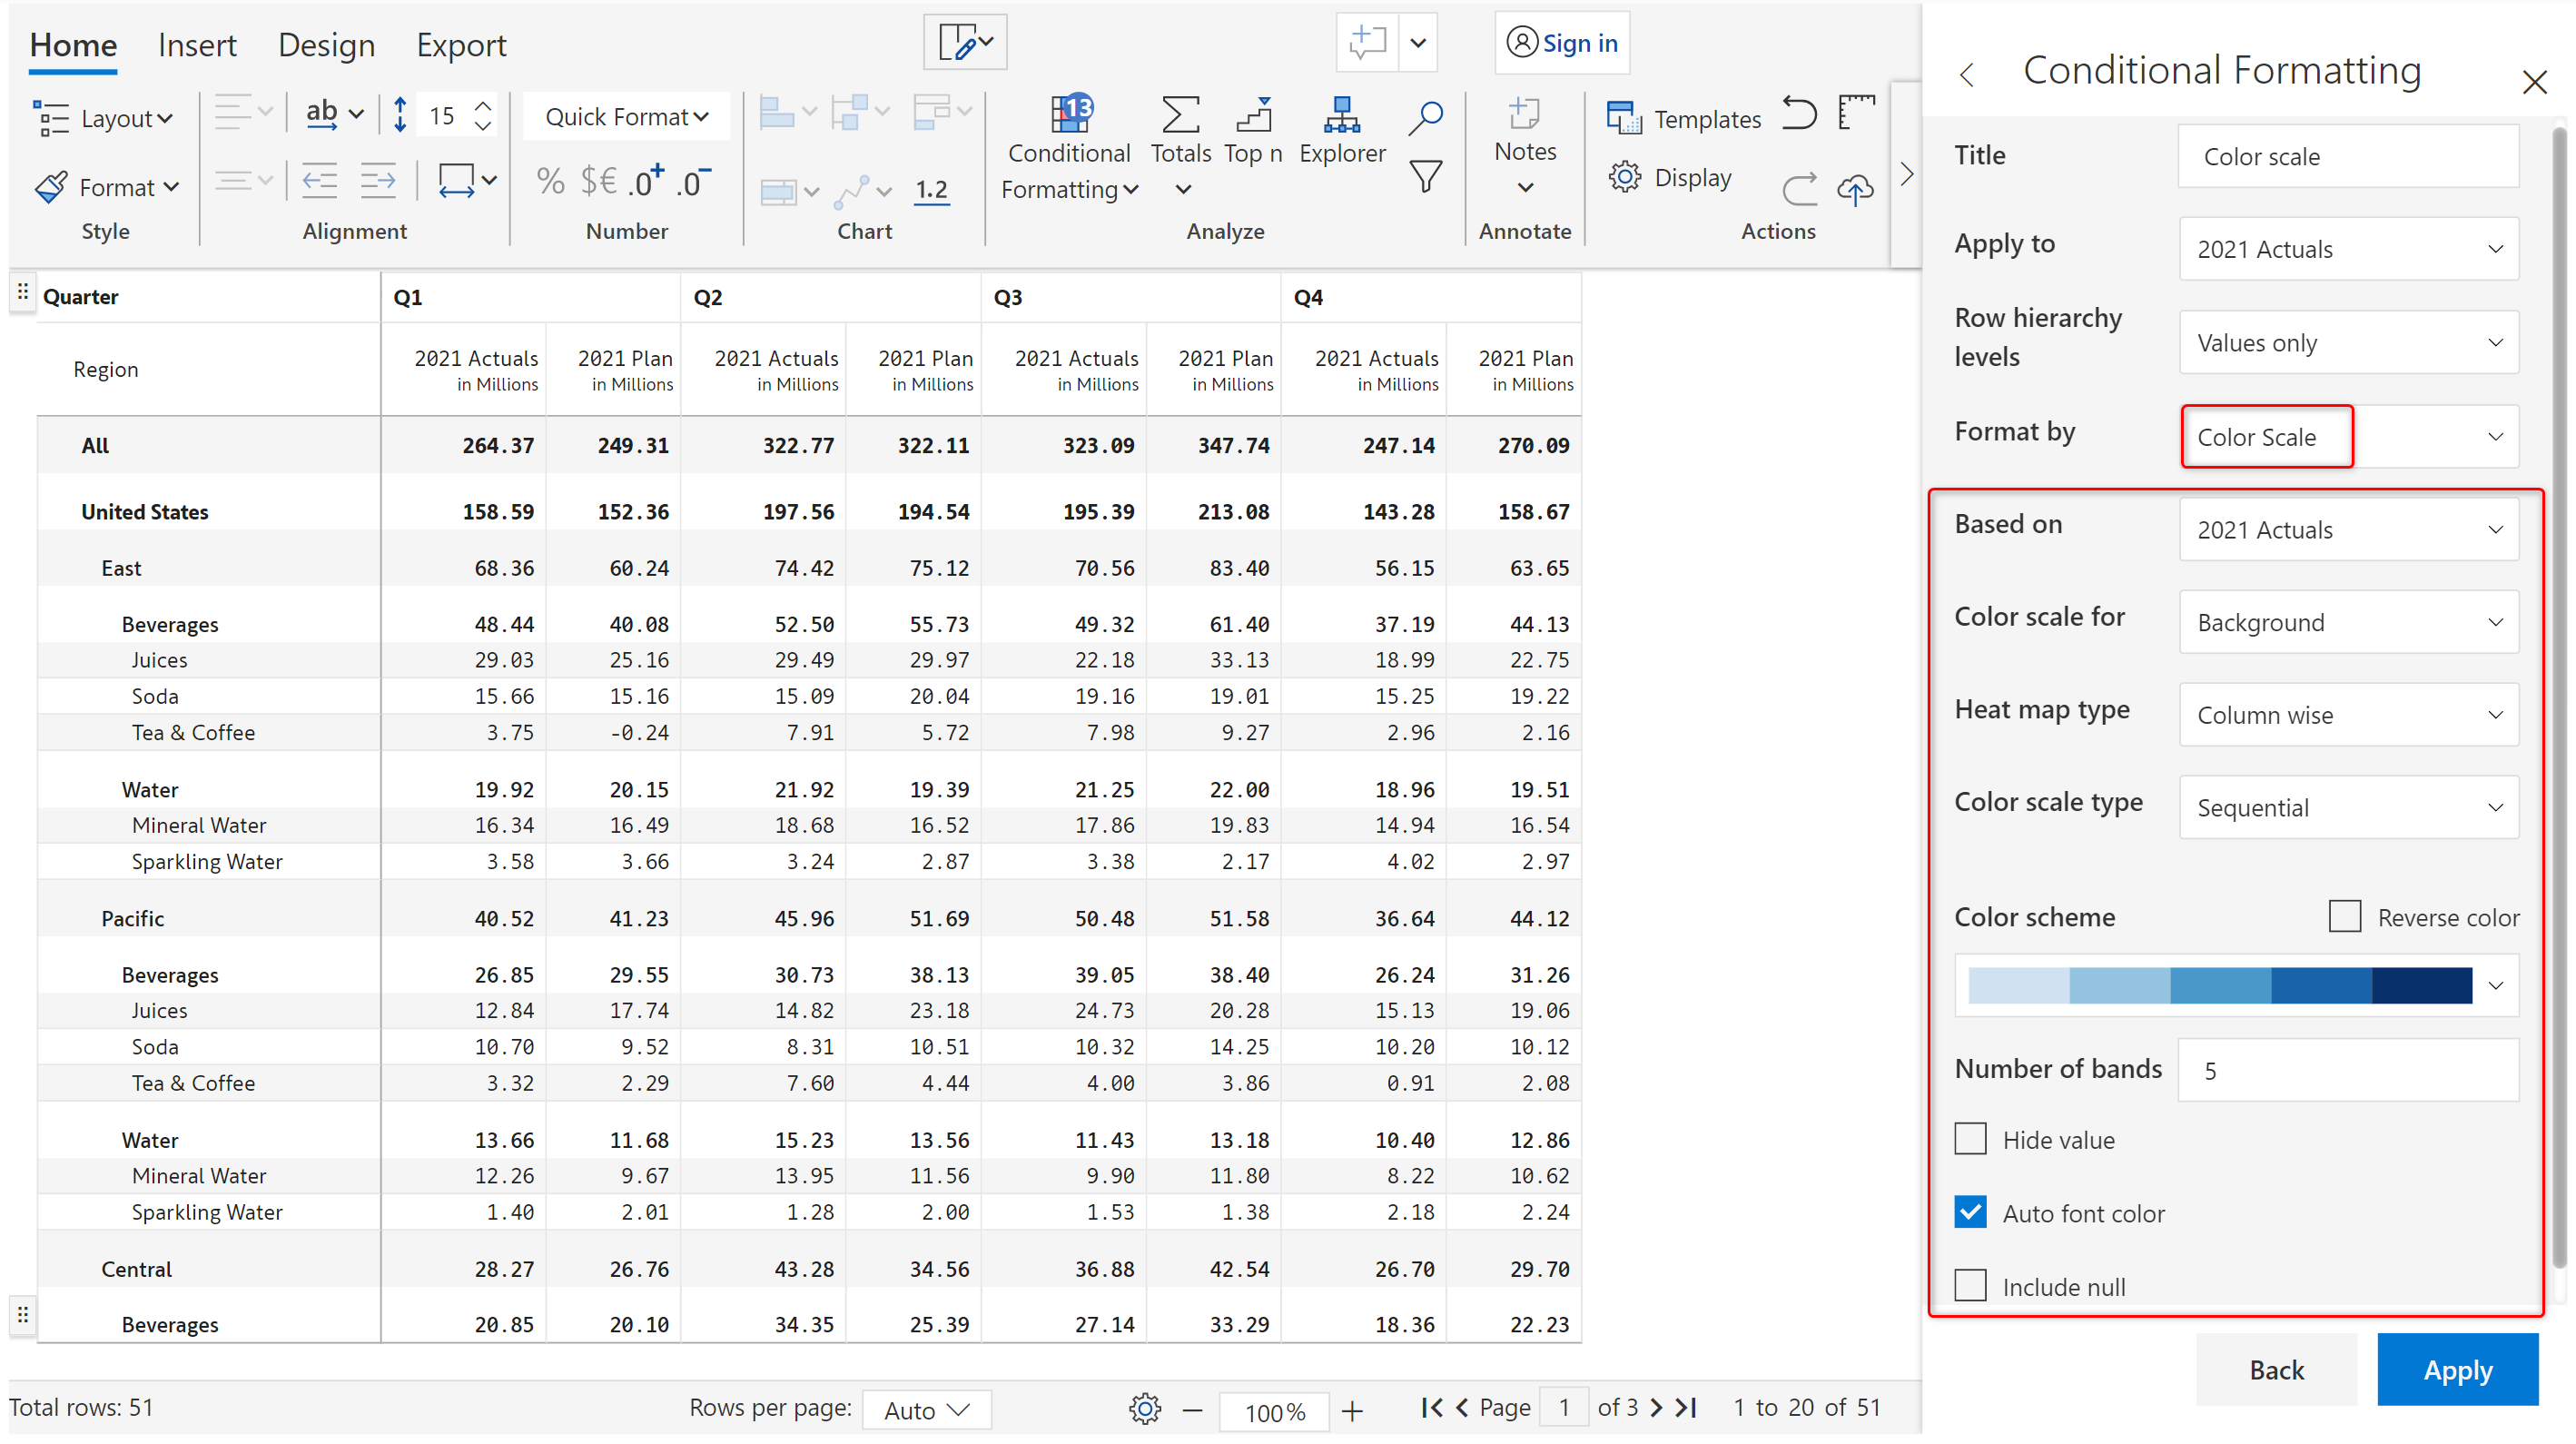 Home Insert Design Export
Sign in
Layout
ab
15
Quick Format
13
Conditional Formatting
Totals
Top n
Explorer
Notes
Templates
Format
% $€ .0+ .0-
1.2
Display
Style
Alignment
Number
Chart
Analyze
Annotate
Actions
Quarter Q1 Q2 Q3 Q4
Region 2021 Actuals 2021 Plan 2021 Actuals 2021 Plan 2021 Actuals 2021 Plan 2021 Actuals 2021 Plan
in Millions in Millions in Millions in Millions in Millions in Millions in Millions in Millions
All 264.37 249.31 322.77 322.11 323.09 347.74 247.14 270.09
United States 158.59 152.36 197.56 194.54 195.39 213.08 143.28 158.67
East 68.36 60.24 74.42 75.12 70.56 83.40 56.15 63.65
Beverages 48.44 40.08 52.50 55.73 49.32 61.40 37.19 44.13
Juices 29.03 25.16 29.49 29.97 22.18 33.13 18.99 22.75
Soda 15.66 15.16 15.09 20.04 19.16 19.01 15.25 19.22
Tea & Coffee 3.75 -0.24 7.91 5.72 7.98 9.27 2.96 2.16
Water 19.92 20.15 21.92 19.39 21.25 22.00 18.96 19.51
Mineral Water 16.34 16.49 18.68 16.52 17.86 19.83 14.94 16.54
Sparkling Water 3.58 3.66 3.24 2.87 3.38 2.17 4.02 2.97
Pacific 40.52 41.23 45.96 51.69 50.48 51.58 36.64 44.12
Beverages 26.85 29.55 30.73 38.13 39.05 38.40 26.24 31.26
Juices 12.84 17.74 14.82 23.18 24.73 20.28 15.13 19.06
Soda 10.70 9.52 8.31 10.51 10.32 14.25 10.20 10.12
Tea & Coffee 3.32 2.29 7.60 4.44 4.00 3.86 0.91 2.08
Water 13.66 11.68 15.23 13.56 11.43 13.18 10.40 12.86
Mineral Water 12.26 9.67 13.95 11.56 9.90 11.80 8.22 10.62
Sparkling Water 1.40 2.01 1.28 2.00 1.53 1.38 2.18 2.24
Central 28.27 26.76 43.28 34.56 36.88 42.54 26.70 29.70
Beverages 20.85 20.10 34.35 25.39 27.14 33.29 18.36 22.23
Total rows: 51
Rows per page: Auto
100%
Page 1 of 3
1 to 20 of 51
Conditional Formatting
Title Color scale
Apply to 2021 Actuals
Row hierarchy levels Values only
Format by Color Scale
Based on 2021 Actuals
Color scale for Background
Heat map type Column wise
Color scale type Sequential
Color scheme Reverse color
Number of bands 5
Hide value
Auto font color
Include null
Back Apply